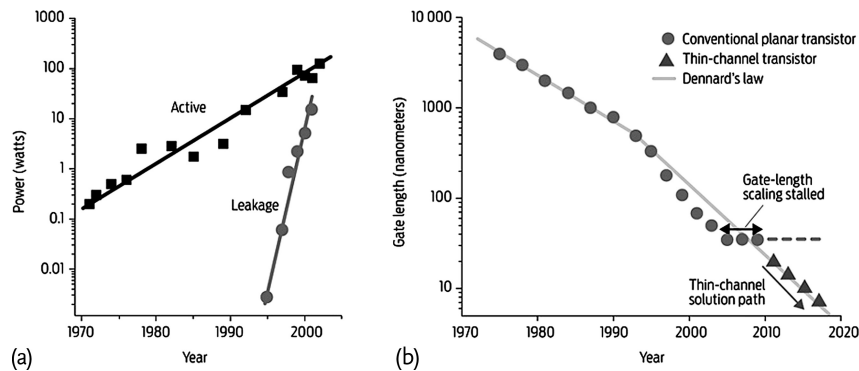 1000
100
10
1
0.1
0.01
Power (watts)
Active
Leakage
1970
1980
1990
2000
Year
(a)
10 000
1000
100
10
Gate length (nanometers)
Conventional planar transistor
Thin-channel transistor
Dennard's law
Gate-length
scaling stalled
Thin-channel
solution path
1970
1980
1990
2000
2010
2020
Year
(b)